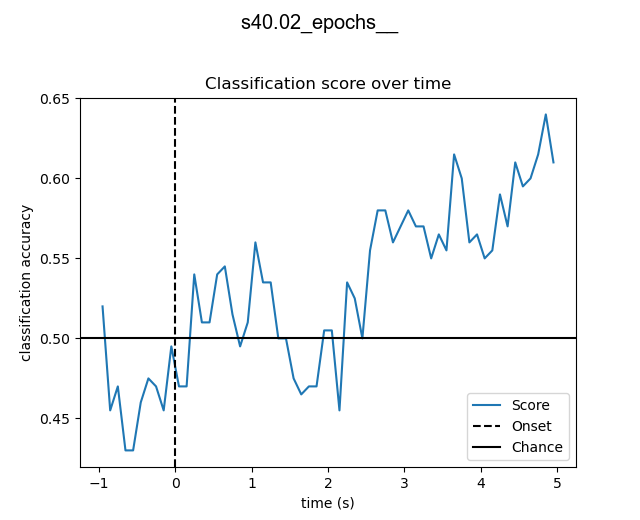 s40.02_epochs__
Classification score over time
classification accuracy
0.65
0.60
0.55
0.50
0.45
−1
0
1
2
3
4
5
time (s)
Score
Onset
Chance